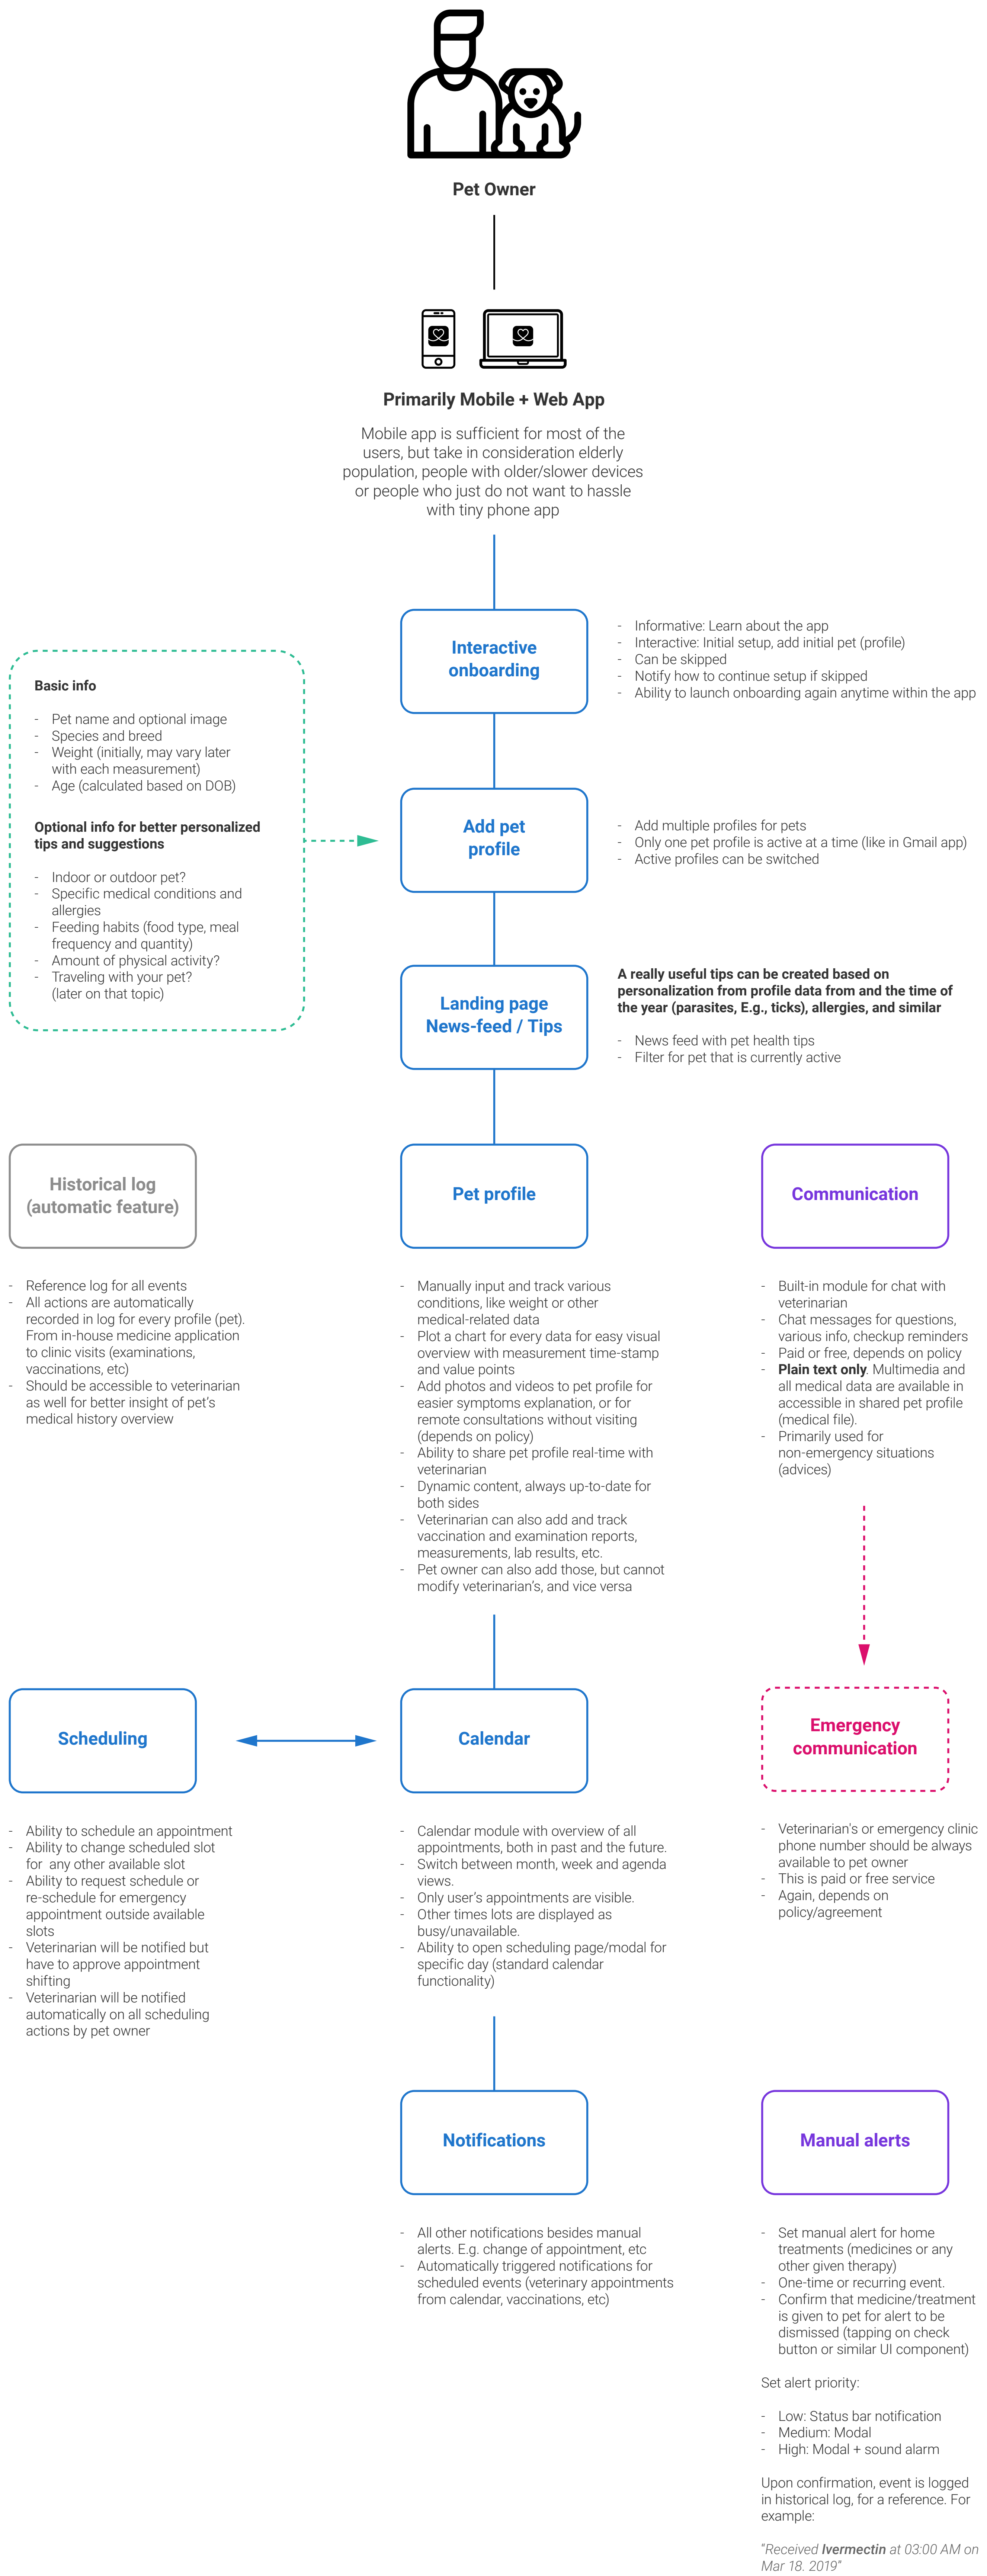 Pet Owner
Primarily Mobile + Web App
Mobile app is sufficient for most of the
users, but take in consideration elderly
population, people with older/slower devices
or people who just do not want to hassle
with tiny phone app
Interactive
onboarding
- Informative: Learn about the app
- Interactive: Initial setup, add initial pet (profile)
- Can be skipped
- Notify how to continue setup if skipped
- Ability to launch onboarding again anytime within the app
Basic info
- Pet name and optional image
- Species and breed
- Weight (initially, may vary later
with each measurement)
- Age (calculated based on DOB)
Optional info for better personalized
tips and suggestions
- Indoor or outdoor pet?
- Specific medical conditions and
allergies
- Feeding habits (food type, meal
frequency and quantity)
- Amount of physical activity?
- Traveling with your pet?
(later on that topic)
Add pet
profile
- Add multiple profiles for pets
- Only one pet profile is active at a time (like in Gmail app)
- Active profiles can be switched
Landing page
News-feed / Tips
A really useful tips can be created based on
personalization from profile data from and the time of
the year (parasites, E.g., ticks), allergies, and similar
- News feed with pet health tips
- Filter for pet that is currently active
Historical log
(automatic feature)
- Reference log for all events
- All actions are automatically
recorded in log for every profile (pet).
From in-house medicine application
to clinic visits (examinations,
vaccinations, etc)
- Should be accessible to veterinarian
as well for better insight of pet's
medical history overview
Pet profile
- Manually input and track various
conditions, like weight or other
medical-related data
- Plot a chart for every data for easy visual
overview with measurement time-stamp
and value points
- Add photos and videos to pet profile for
easier symptoms explanation, or for
remote consultations without visiting
(depends on policy)
- Ability to share pet profile real-time with
veterinarian
- Dynamic content, always up-to-date for
both sides
- Veterinarian can also add and track
vaccination and examination reports,
measurements, lab results, etc.
- Pet owner can also add those, but cannot
modify veterinarian's, and vice versa
Communication
- Built-in module for chat with
veterinarian
- Chat messages for questions,
various info, checkup reminders
- Paid or free, depends on policy
- Plain text only. Multimedia and
all medical data are available in
accessible in shared pet profile
(medical file).
- Primarily used for
non-emergency situations
(advices)
Scheduling
- Ability to schedule an appointment
- Ability to change scheduled slot
for any other available slot
- Ability to request schedule or
re-schedule for emergency
appointment outside available
slots
- Veterinarian will be notified but
have to approve appointment
shifting
- Veterinarian will be notified
automatically on all scheduling
actions by pet owner
Calendar
- Calendar module with overview of all
appointments, both in past and the future.
- Switch between month, week and agenda
views.
- Only user's appointments are visible.
- Other times lots are displayed as
busy/unavailable.
- Ability to open scheduling page/modal for
specific day (standard calendar
functionality)
Emergency
communication
- Veterinarian's or emergency clinic
phone number should be always
available to pet owner
- This is paid or free service
- Again, depends on
policy/agreement
Notifications
- All other notifications besides manual
alerts. E.g. change of appointment, etc
- Automatically triggered notifications for
scheduled events (veterinary appointments
from calendar, vaccinations, etc)
Manual alerts
- Set manual alert for home
treatments (medicines or any
other given therapy)
- One-time or recurring event.
- Confirm that medicine/treatment
is given to pet for alert to be
dismissed (tapping on check
button or similar UI component)
Set alert priority:
- Low: Status bar notification
- Medium: Modal
- High: Modal + sound alarm
Upon confirmation, event is logged
in historical log, for a reference. For
example:
"Received Ivermectin at 03:00 AM on
Mar 18. 2019"